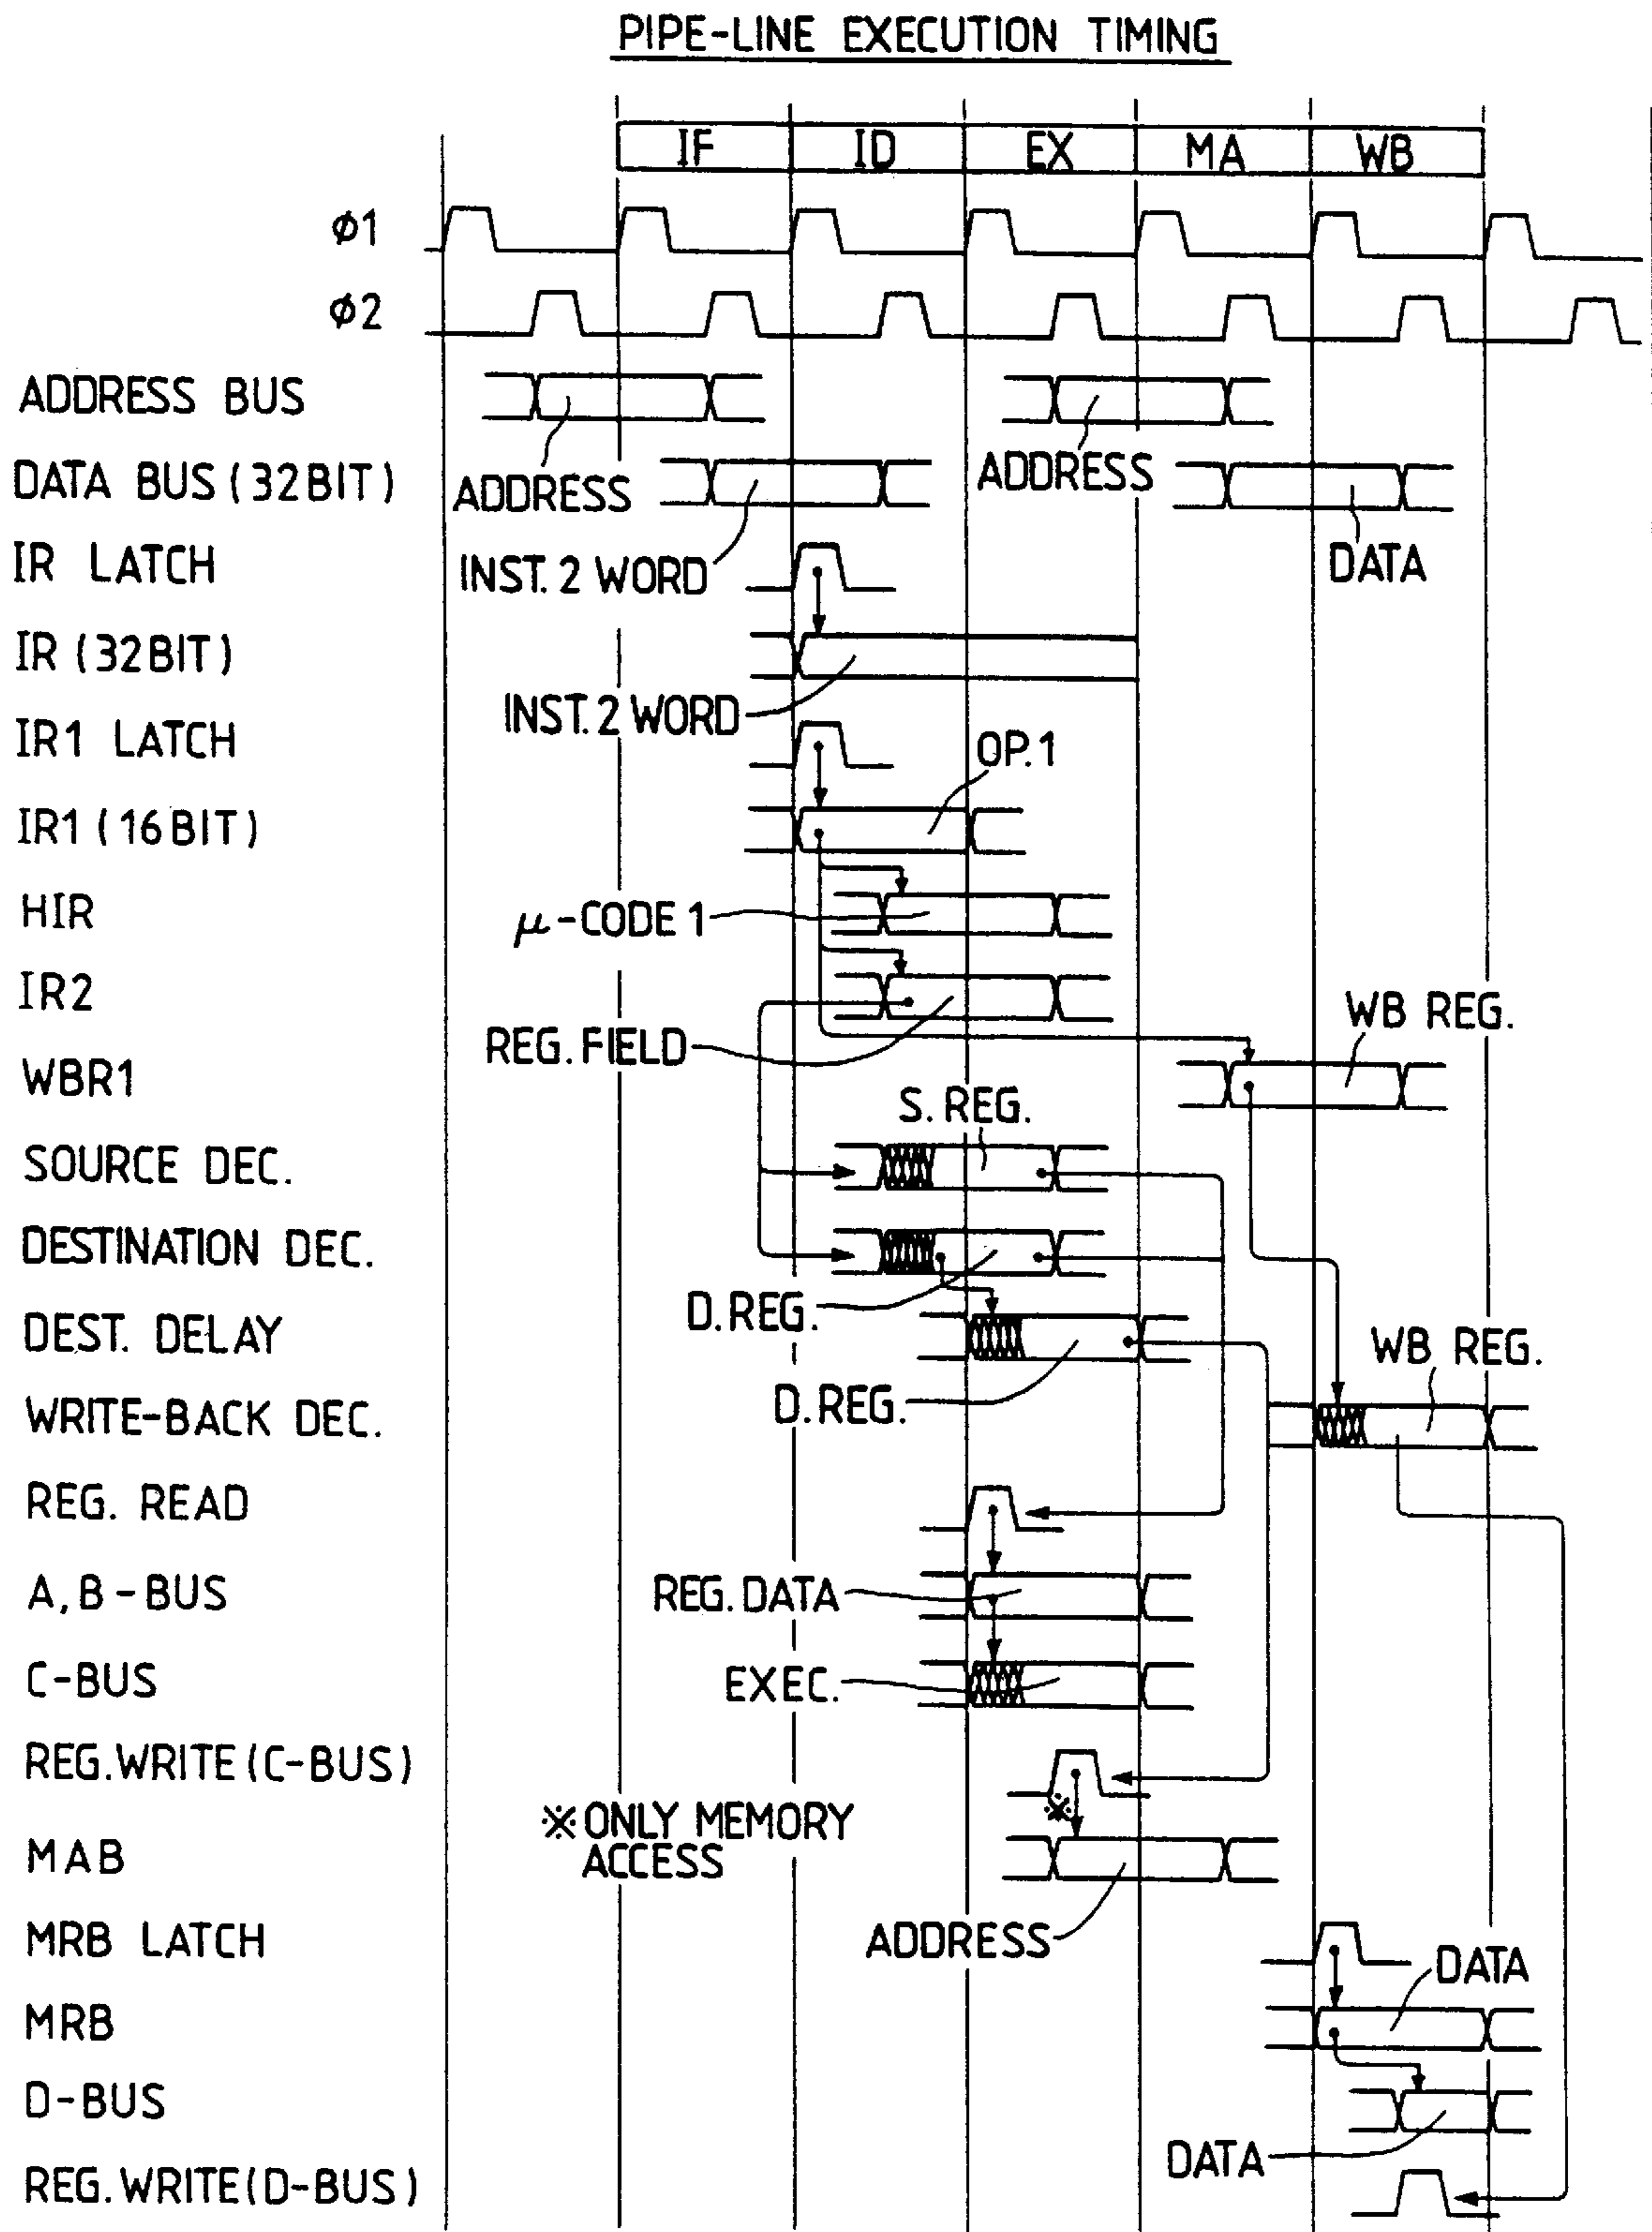 PIPE-LINE EXECUTION TIMING
IF ID EX MA WB
ø1
ø2
ADDRESS BUS
ADDRESS
ADDRESS
DATA BUS (32BIT)
INST. 2 WORD
DATA
IR LATCH
IR (32BIT)
INST. 2 WORD
IR1 LATCH
OP.1
IR1 (16BIT)
HIR
μ-CODE 1
IR2
REG. FIELD
WB REG.
WBR1
S. REG.
SOURCE DEC.
DESTINATION DEC.
D.REG.
DEST. DELAY
WB REG.
D.REG.
WRITE-BACK DEC.
REG. READ
A, B-BUS
REG. DATA
C-BUS
EXEC.
REG.WRITE (C-BUS)
※
※ONLY MEMORY
ACCESS
MAB
ADDRESS
MRB LATCH
DATA
MRB
D-BUS
DATA
REG.WRITE(D-BUS)